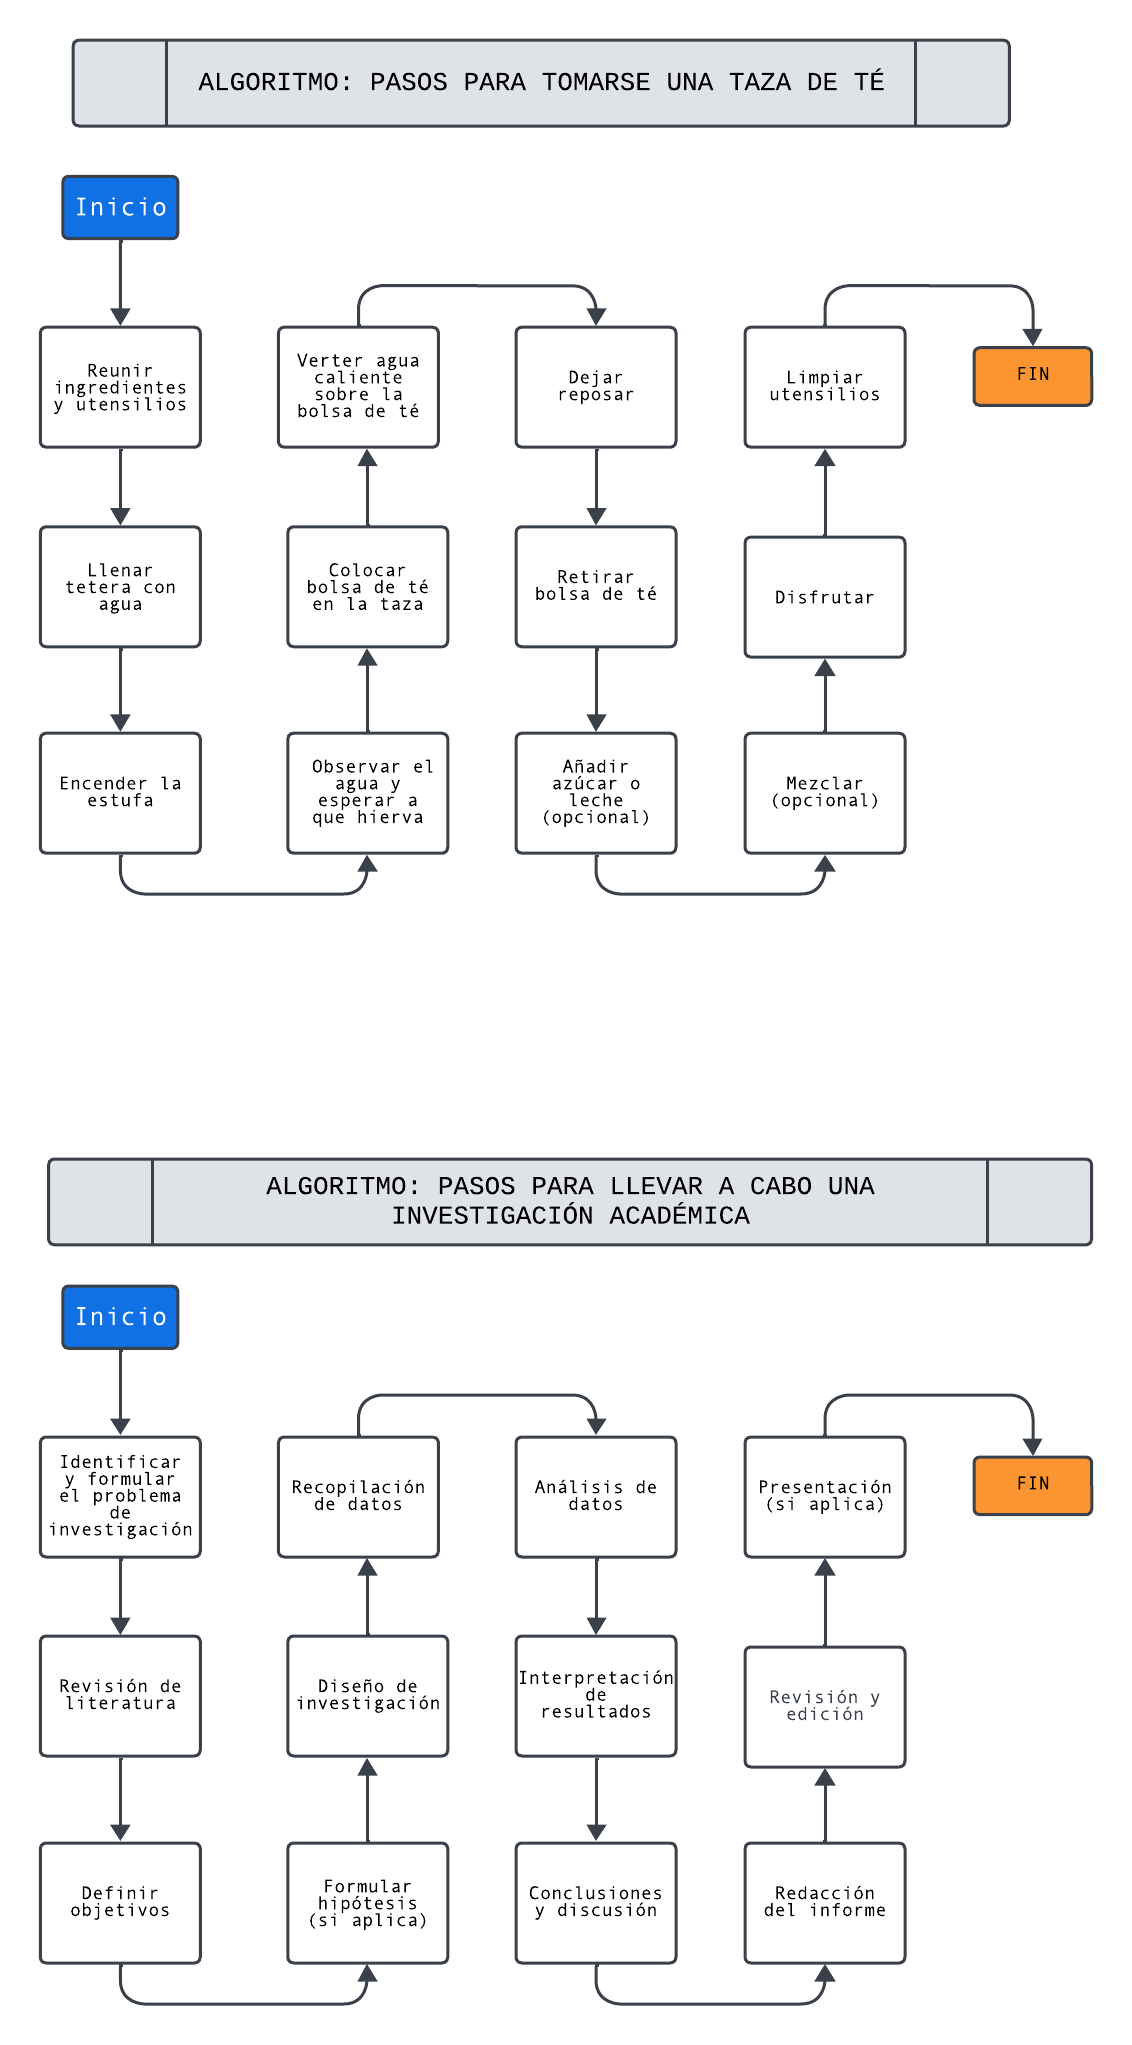 ALGORITMO: PASOS PARA TOMARSE UNA TAZA DE TÉ
Inicio
Reunir
ingredientes
y utensilios
Llenar
tetera con
agua
Encender la
estufa
Observar el
agua y
esperar a
que hierva
Colocar
bolsa de té
en la taza
Verter agua
caliente
sobre la
bolsa de té
Dejar
reposar
Retirar
bolsa de té
Añadir
azúcar o
leche
(opcional)
Mezclar
(opcional)
Disfrutar
Limpiar
utensilios
FIN
ALGORITMO: PASOS PARA LLEVAR A CABO UNA
INVESTIGACIÓN ACADÉMICA
Inicio
Identificar
y formular
el problema
de
investigación
Revisión de
literatura
Definir
objetivos
Formular
hipótesis
(si aplica)
Diseño de
investigación
Recopilación
de datos
Análisis de
datos
Interpretación
de
resultados
Conclusiones
y discusión
Redacción
del informe
Revisión y
edición
Presentación
(si aplica)
FIN